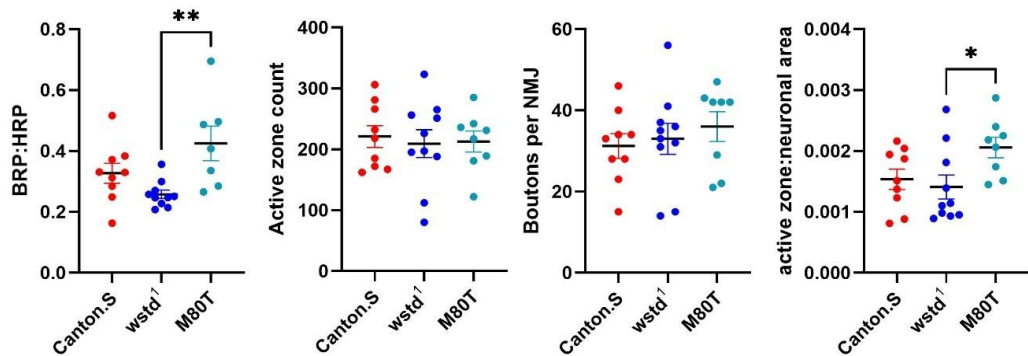 BRP:HRP
0.8
0.6
0.4
0.2
0.0
**
Canton.S
wstd¹
M80T
Active zone count
400
300
200
100
0
Canton.S
wstd¹
M80T
Boutons per NMJ
60
40
20
0
Canton.S
wstd¹
M80T
active zone:neuronal area
0.004
0.003
0.002
0.001
0.000
*
Canton.S
wstd¹
M80T